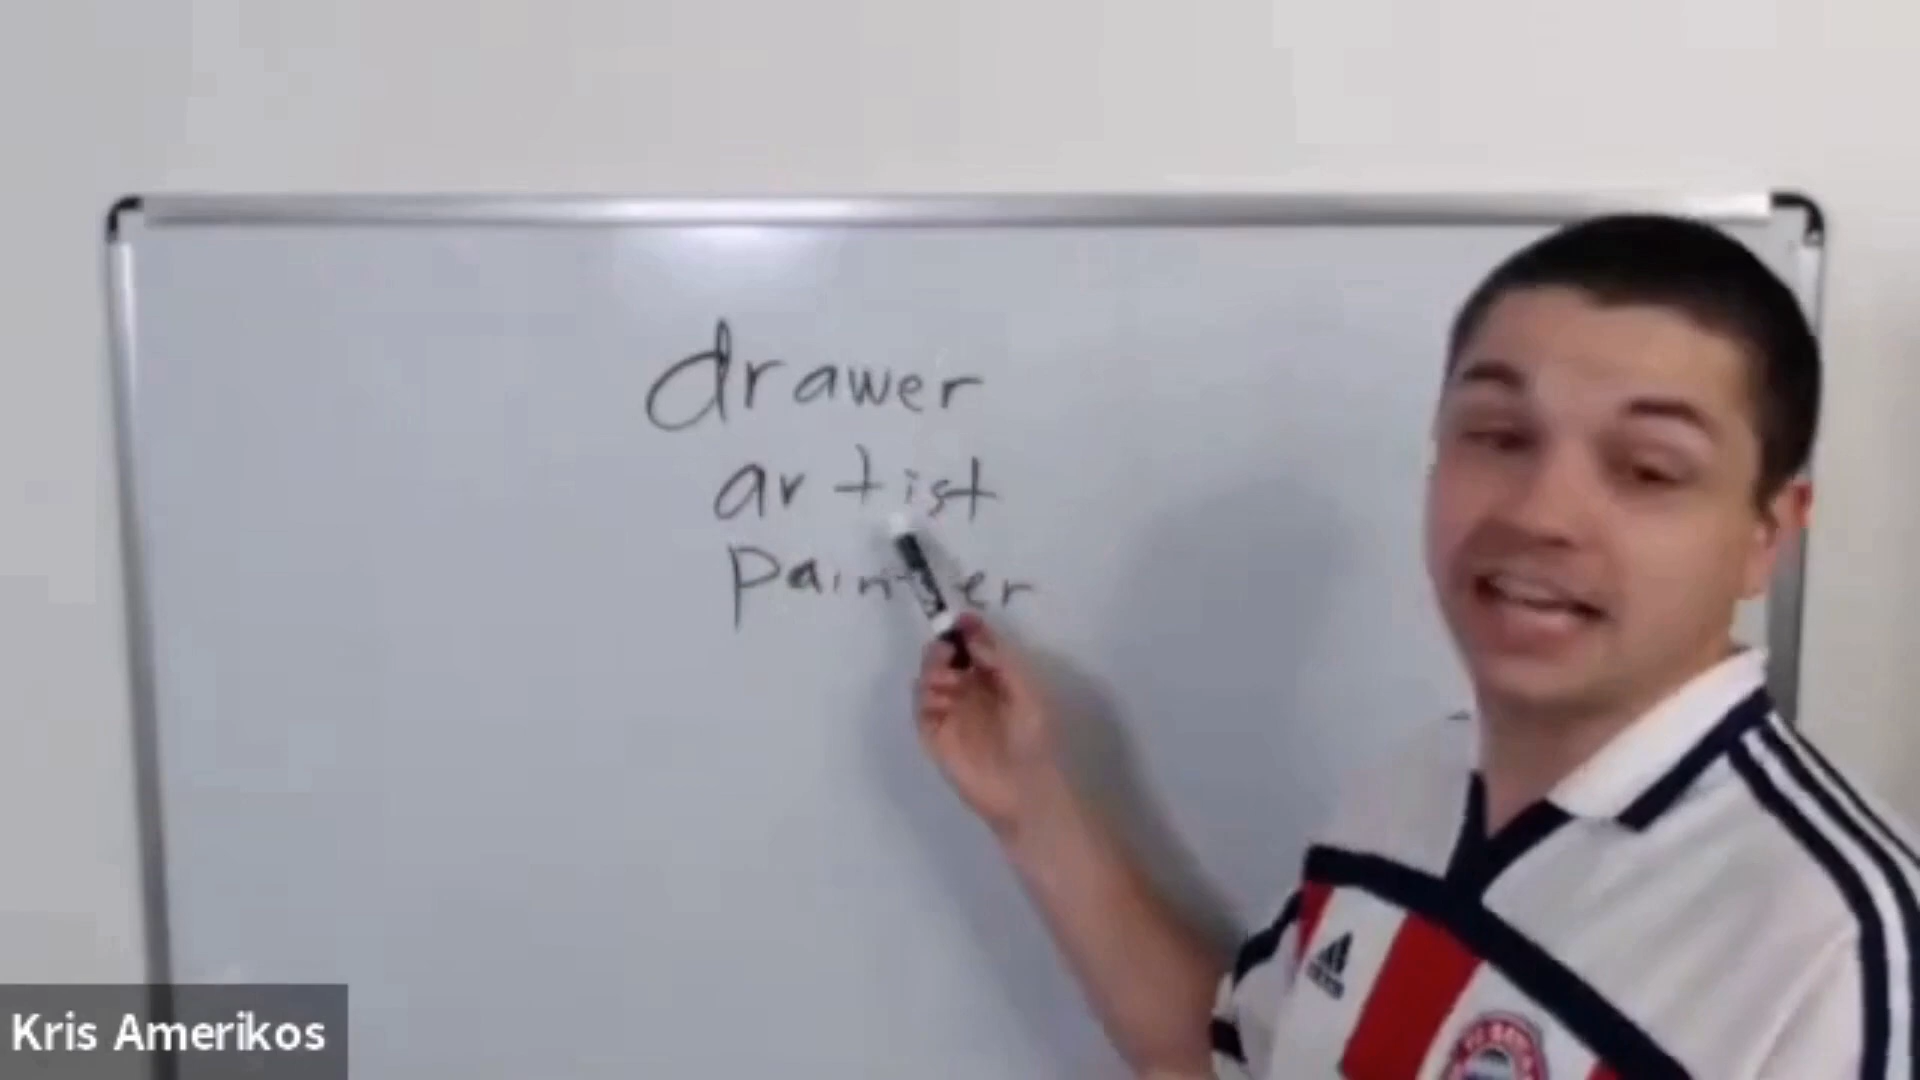 drawer
artist
painter
Kris Amerikos